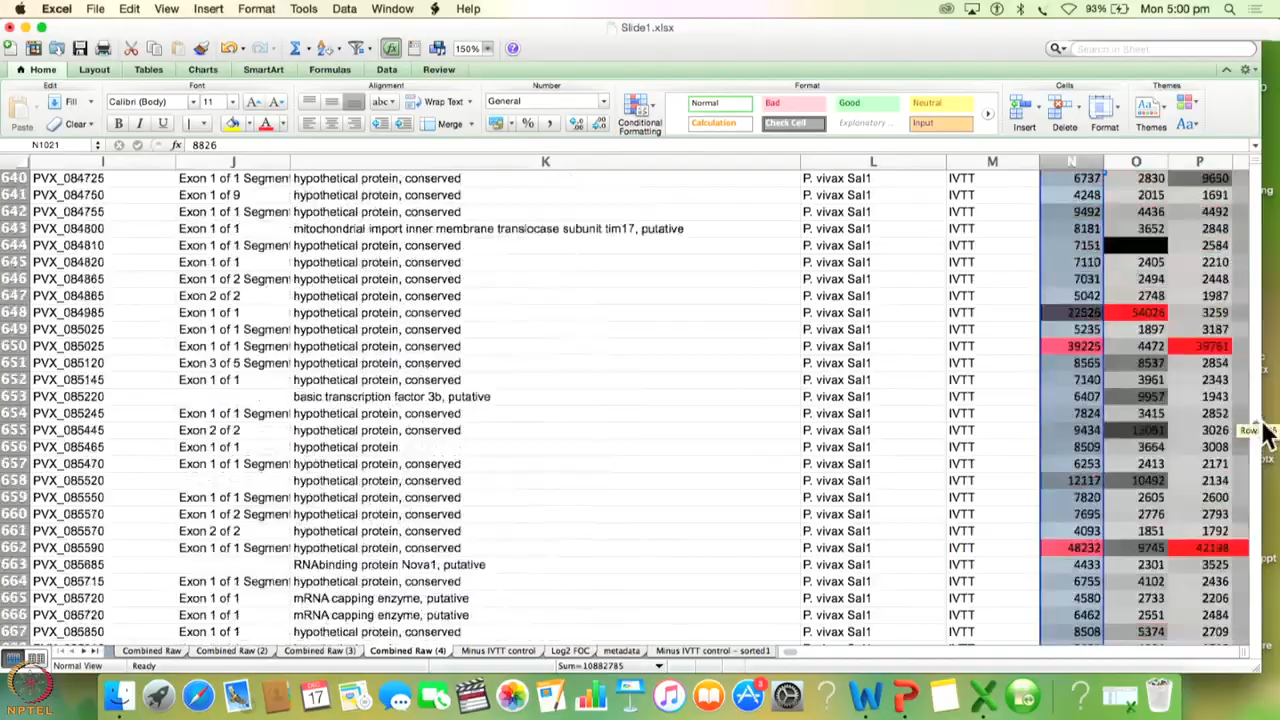 Excel File Edit View Insert Format Tools Data Window Help 93% Mon 5:00 pm
Slide1.xlsx
150% Search in Sheet
Home Layout Tables Charts SmartArt Formulas Data Review
Edit Font Alignment Number Format Cells Themes
Fill Calibri (Body) 11 abc Wrap Text General Normal Bad Good Neutral
Paste Clear B I U Merge % Conditional Formatting Calculation Check Cell Explanatory ... Input Insert Delete Format Themes Aa
N1021 fx 8826
I J K L M N O P
640 PVX_084725 Exon 1 of 1 Segment hypothetical protein, conserved P. vivax Sal1 IVTT 6737 2830 9650
641 PVX_084750 Exon 1 of 9 hypothetical protein, conserved P. vivax Sal1 IVTT 4248 2015 1691
642 PVX_084755 Exon 1 of 1 Segment hypothetical protein, conserved P. vivax Sal1 IVTT 9492 4436 4492
643 PVX_084800 Exon 1 of 1 mitochondrial import inner membrane translocase subunit tim17, putative P. vivax Sal1 IVTT 8181 3652 2848
644 PVX_084810 Exon 1 of 1 Segment hypothetical protein, conserved P. vivax Sal1 IVTT 7151 2584
645 PVX_084820 Exon 1 of 1 hypothetical protein, conserved P. vivax Sal1 IVTT 7110 2405 2210
646 PVX_084865 Exon 1 of 2 Segment hypothetical protein, conserved P. vivax Sal1 IVTT 7031 2494 2448
647 PVX_084865 Exon 2 of 2 hypothetical protein, conserved P. vivax Sal1 IVTT 5042 2748 1987
648 PVX_084985 Exon 1 of 1 hypothetical protein, conserved P. vivax Sal1 IVTT 22526 54026 3259
649 PVX_085025 Exon 1 of 1 Segment hypothetical protein, conserved P. vivax Sal1 IVTT 5235 1897 3187
650 PVX_085025 Exon 1 of 1 Segment hypothetical protein, conserved P. vivax Sal1 IVTT 39225 4472 39761
651 PVX_085120 Exon 3 of 5 Segment hypothetical protein, conserved P. vivax Sal1 IVTT 8565 8537 2854
652 PVX_085145 Exon 1 of 1 hypothetical protein, conserved P. vivax Sal1 IVTT 7140 3961 2343
653 PVX_085220 basic transcription factor 3b, putative P. vivax Sal1 IVTT 6407 9957 1943
654 PVX_085245 Exon 1 of 1 Segment hypothetical protein, conserved P. vivax Sal1 IVTT 7824 3415 2852
655 PVX_085445 Exon 2 of 2 hypothetical protein, conserved P. vivax Sal1 IVTT 9434 3026
656 PVX_085465 Exon 1 of 1 hypothetical protein P. vivax Sal1 IVTT 8509 3664 3008
657 PVX_085470 Exon 1 of 1 Segment hypothetical protein, conserved P. vivax Sal1 IVTT 6253 2413 2171
658 PVX_085520 hypothetical protein, conserved P. vivax Sal1 IVTT 12117 10492 2134
659 PVX_085550 Exon 1 of 1 Segment hypothetical protein, conserved P. vivax Sal1 IVTT 7820 2605 2600
660 PVX_085570 Exon 1 of 2 Segment hypothetical protein, conserved P. vivax Sal1 IVTT 7695 2776 2793
661 PVX_085570 Exon 2 of 2 hypothetical protein, conserved P. vivax Sal1 IVTT 4093 1851 1792
662 PVX_085590 Exon 1 of 1 Segment hypothetical protein, conserved P. vivax Sal1 IVTT 48232 9745 42138
663 PVX_085685 RNAbinding protein Nova1, putative P. vivax Sal1 IVTT 4433 2301 3525
664 PVX_085715 Exon 1 of 1 Segment hypothetical protein, conserved P. vivax Sal1 IVTT 6755 4102 2436
665 PVX_085720 Exon 1 of 1 mRNA capping enzyme, putative P. vivax Sal1 IVTT 4580 2733 2206
666 PVX_085720 Exon 1 of 1 mRNA capping enzyme, putative P. vivax Sal1 IVTT 6462 2551 2484
667 PVX_085850 Exon 1 of 1 hypothetical protein, conserved P. vivax Sal1 IVTT 8508 5374 2709
Combined Raw Combined Raw (2) Combined Raw (3) Combined Raw (4) Minus IVTT control Log2 FOC metadata Minus IVTT control - sorted1
Normal View Ready Sum=10882785
NPTEL